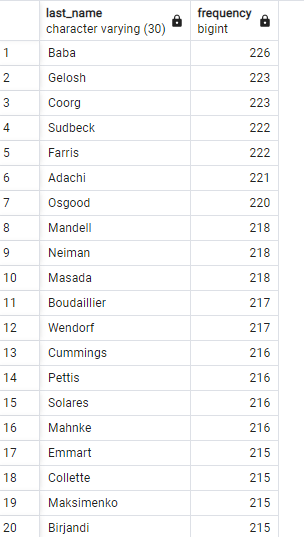 last_name frequency
character varying (30) bigint
1 Baba 226
2 Gelosh 223
3 Coorg 223
4 Sudbeck 222
5 Farris 222
6 Adachi 221
7 Osgood 220
8 Mandell 218
9 Neiman 218
10 Masada 218
11 Boudaillier 217
12 Wendorf 217
13 Cummings 216
14 Pettis 216
15 Solares 216
16 Mahnke 216
17 Emmart 215
18 Collette 215
19 Maksimenko 215
20 Birjandi 215